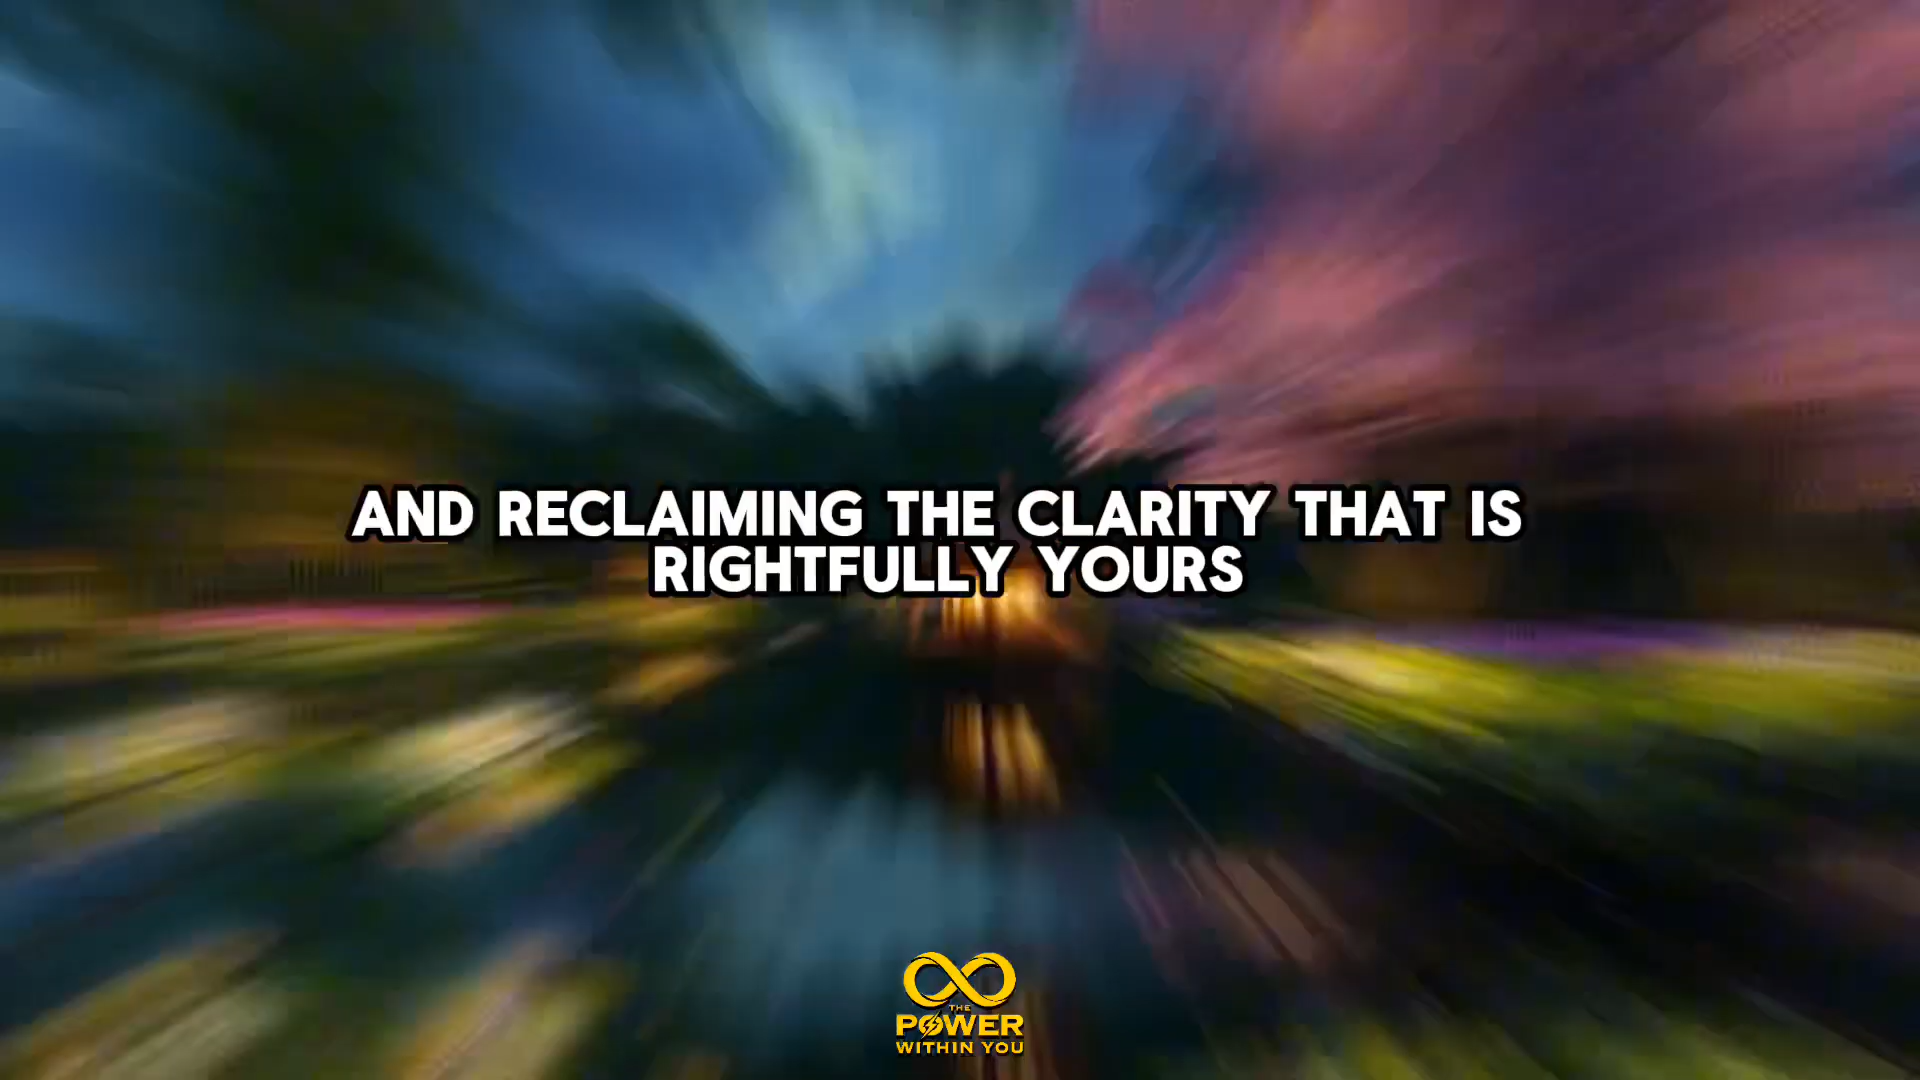 AND RECLAIMING THE CLARITY THAT IS
RIGHTFULLY YOURS
THE
POWER
WITHIN YOU